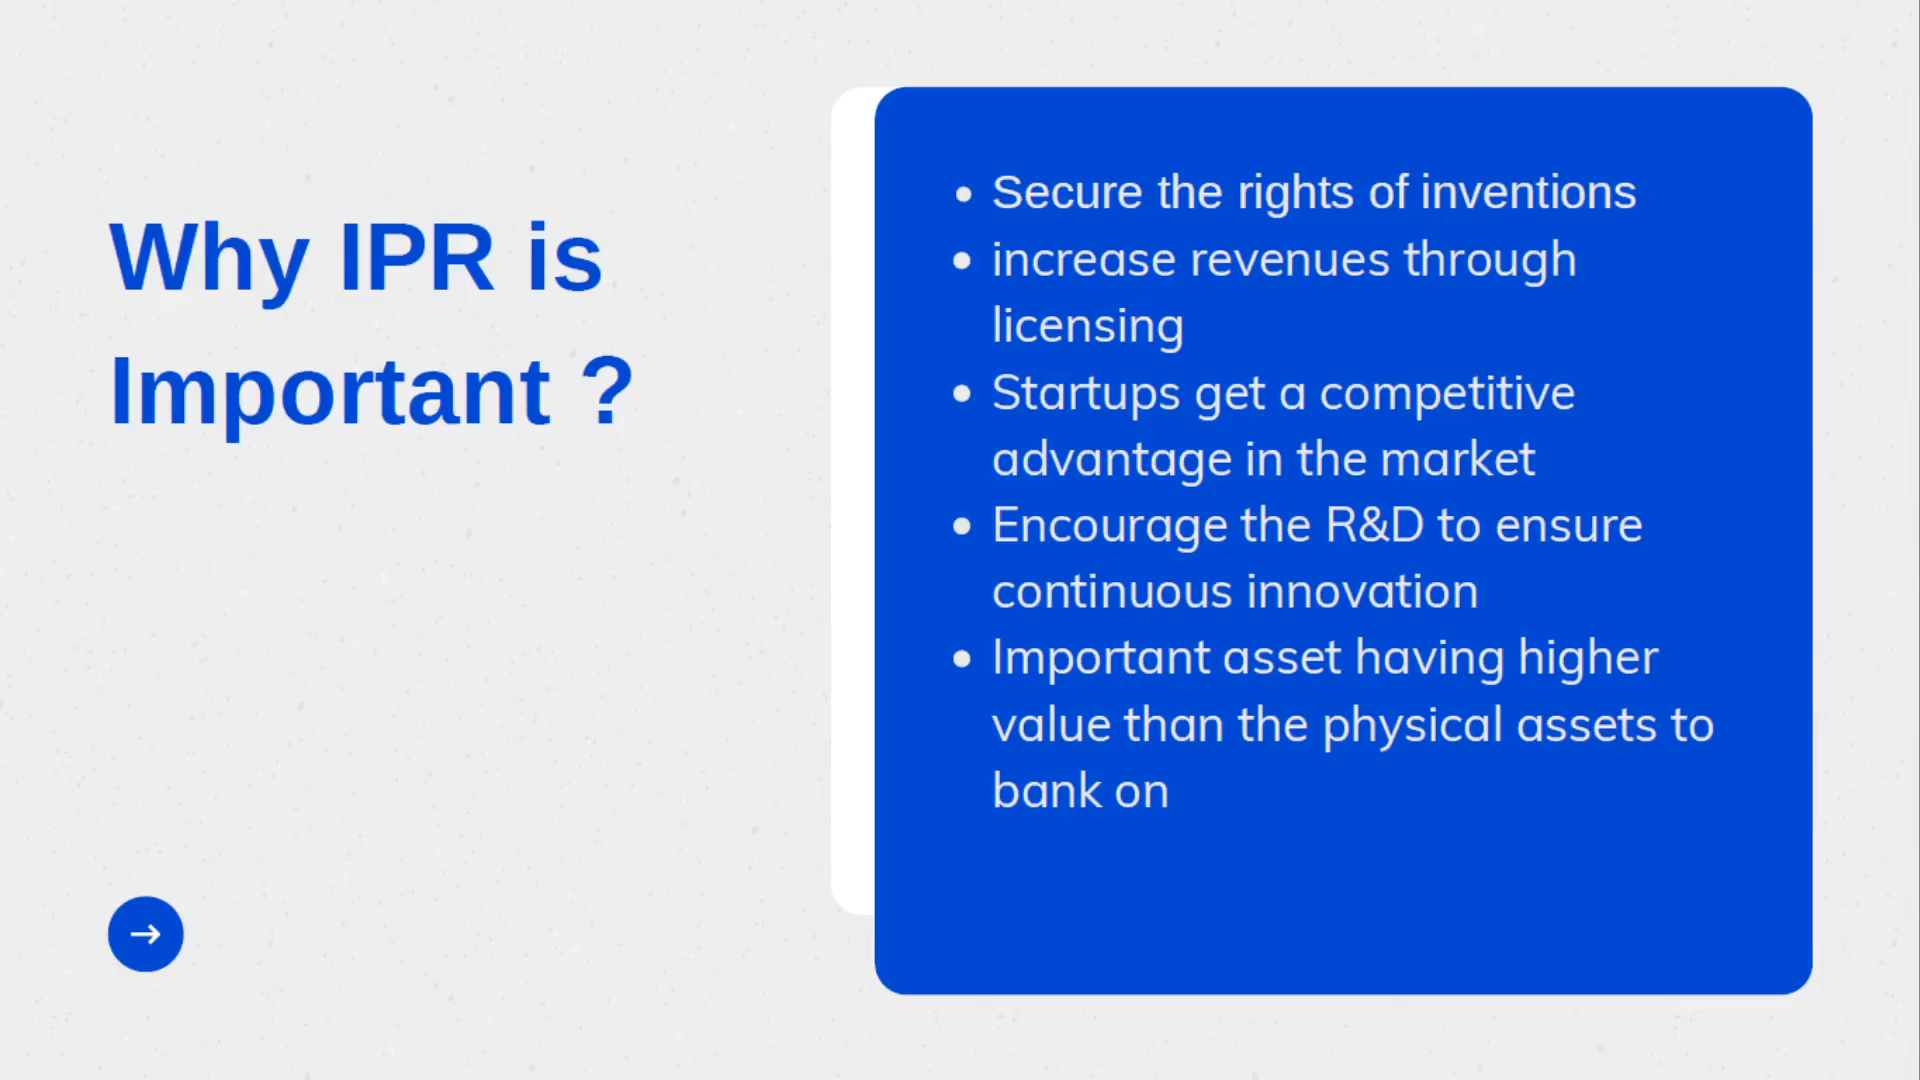 Why IPR is
Important ?
• Secure the rights of inventions
• increase revenues through
licensing
• Startups get a competitive
advantage in the market
• Encourage the R&D to ensure
continuous innovation
• Important asset having higher
value than the physical assets to
bank on